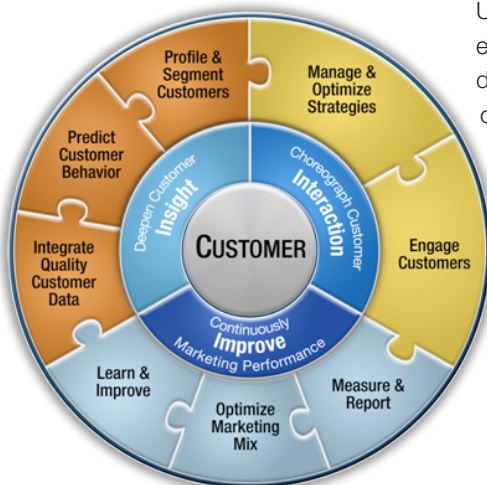 Profile &
Segment
Customers
Manage &
Optimize
Strategies
Predict
Customer
Behavior
Deepen Customer
Insight
Choreograph Customer
Interaction
CUSTOMER
Integrate
Quality
Customer
Data
Engage
Customers
Continuously
Improve
Marketing Performance
Learn &
Improve
Optimize
Marketing
Mix
Measure &
Report